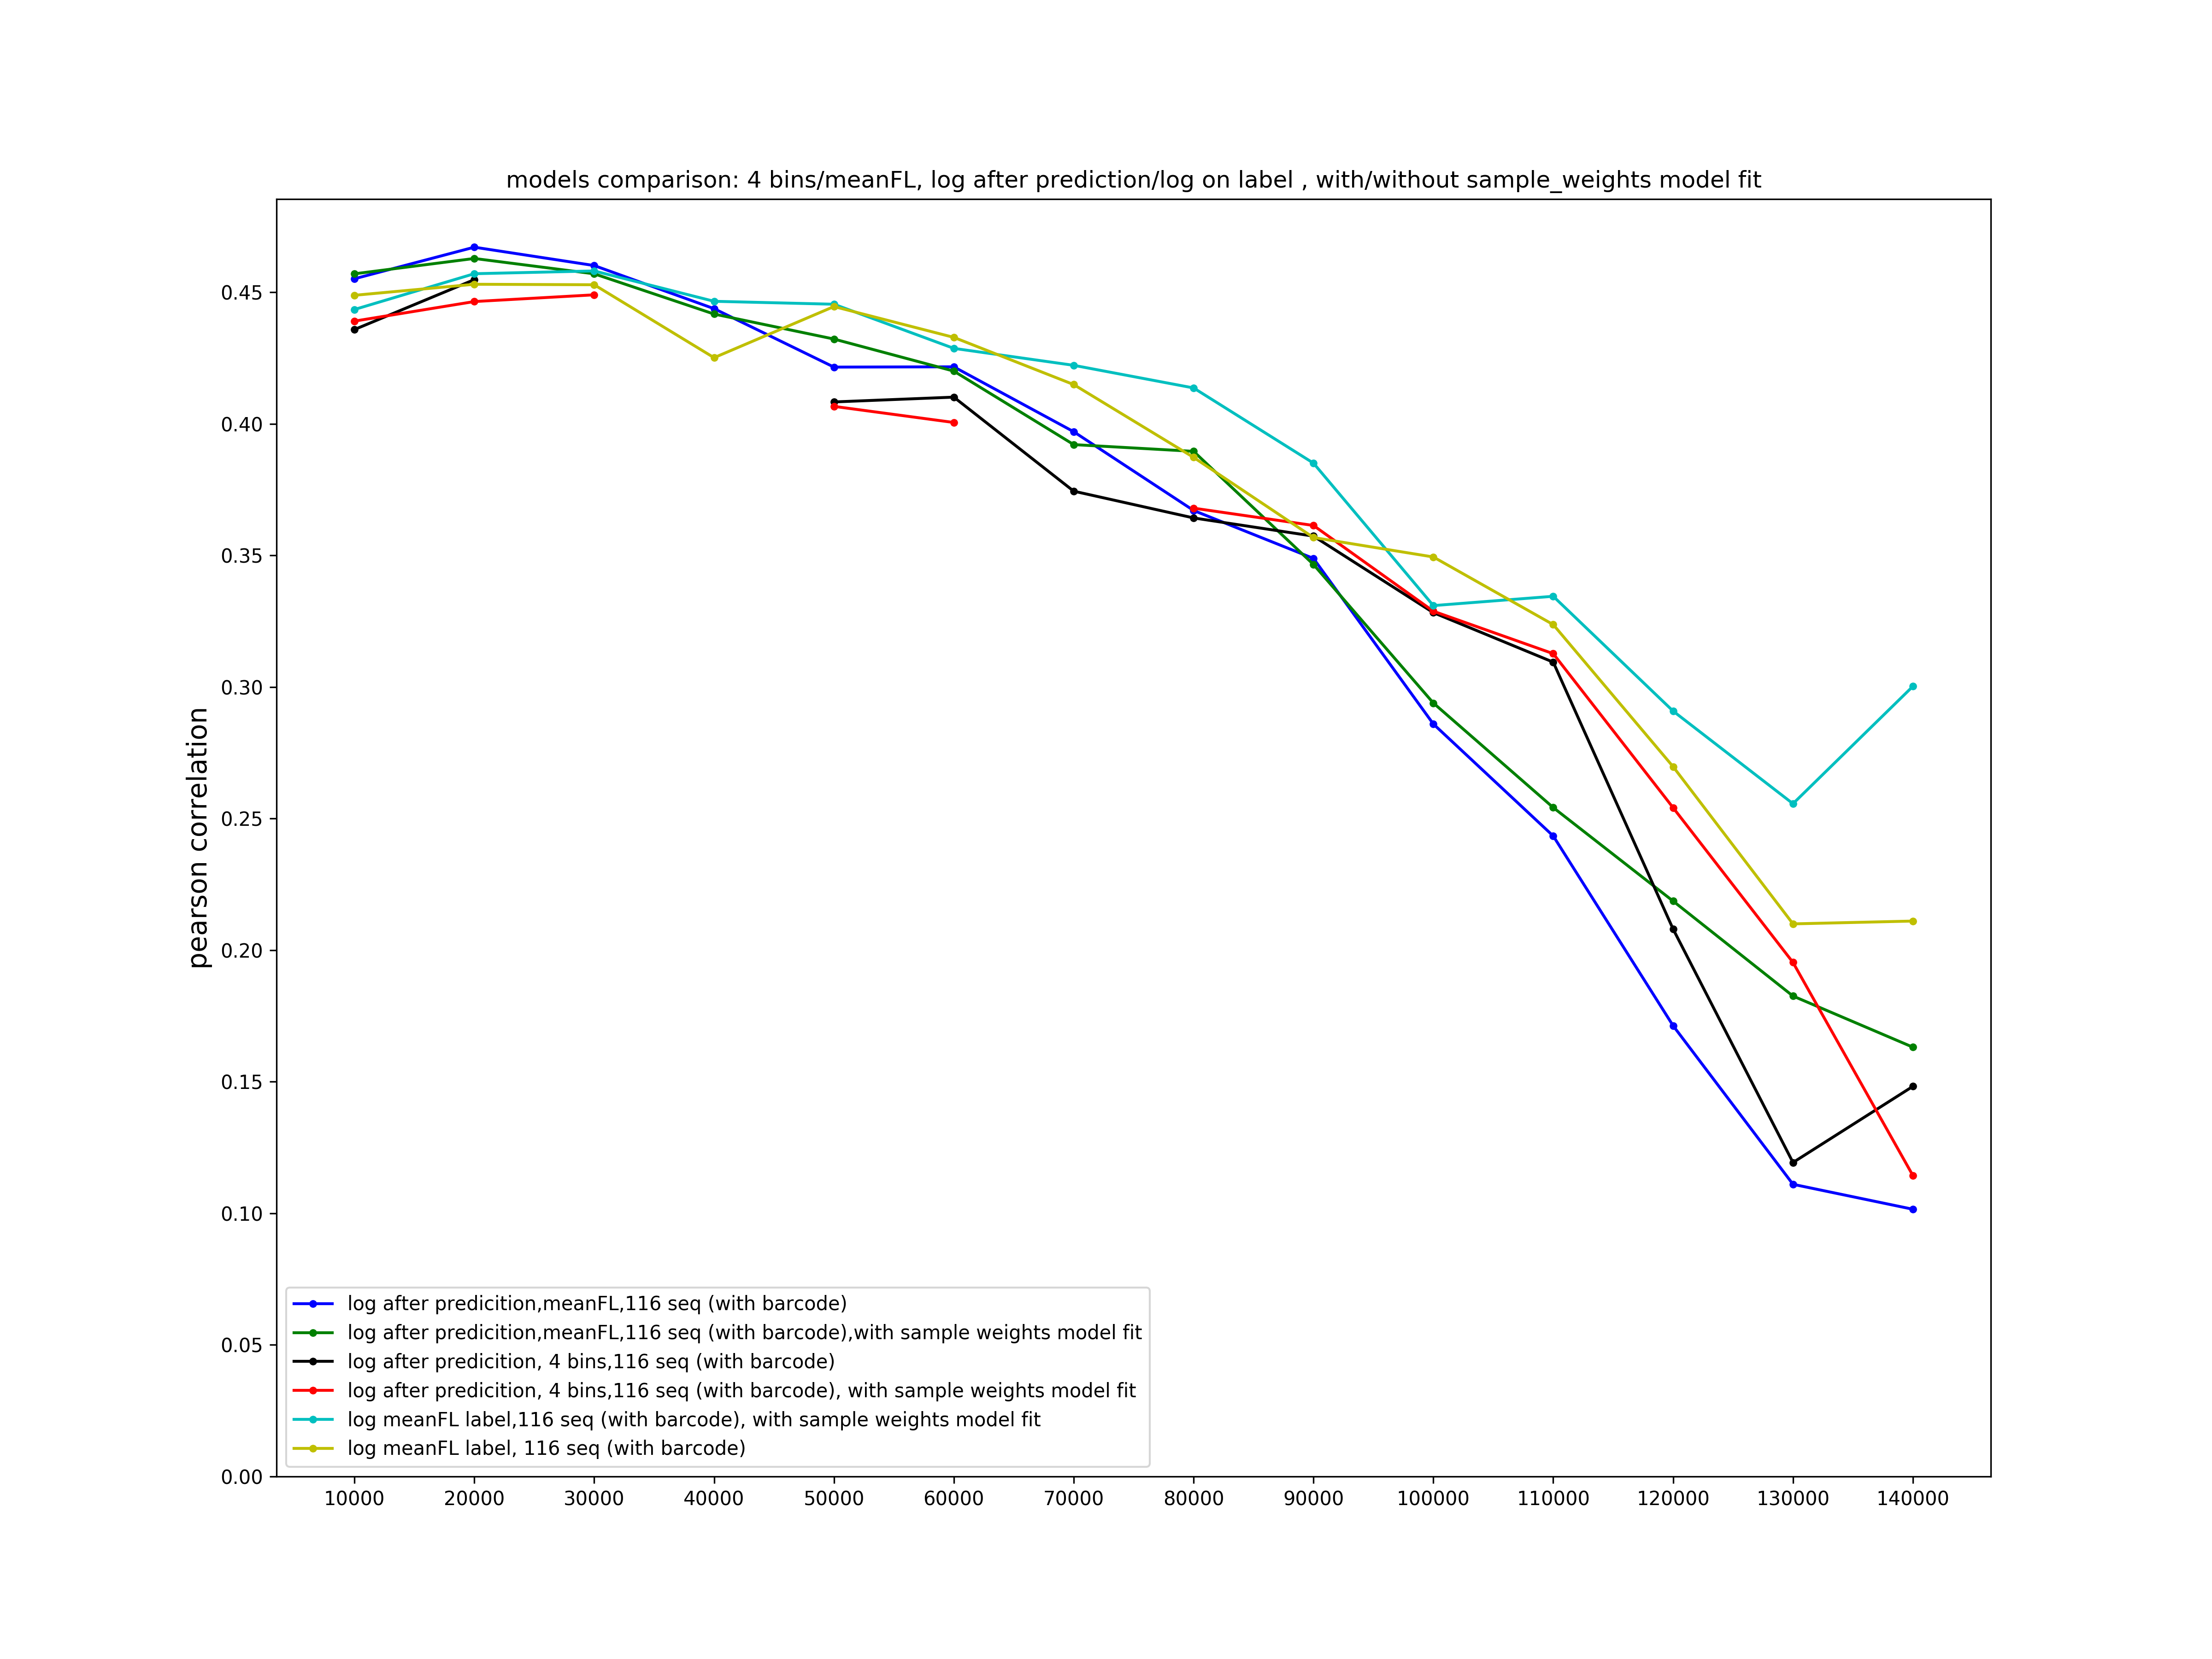 models comparison: 4 bins/meanFL, log after prediction/log on label , with/without sample_weights model fit
pearson correlation
0.45
0.40
0.35
0.30
0.25
0.20
0.15
0.10
0.05
0.00
log after predicition,meanFL,116 seq (with barcode)
log after predicition,meanFL,116 seq (with barcode),with sample weights model fit
log after predicition, 4 bins,116 seq (with barcode)
log after predicition, 4 bins,116 seq (with barcode), with sample weights model fit
log meanFL label,116 seq (with barcode), with sample weights model fit
log meanFL label, 116 seq (with barcode)
10000 20000 30000 40000 50000 60000 70000 80000 90000 100000 110000 120000 130000 140000